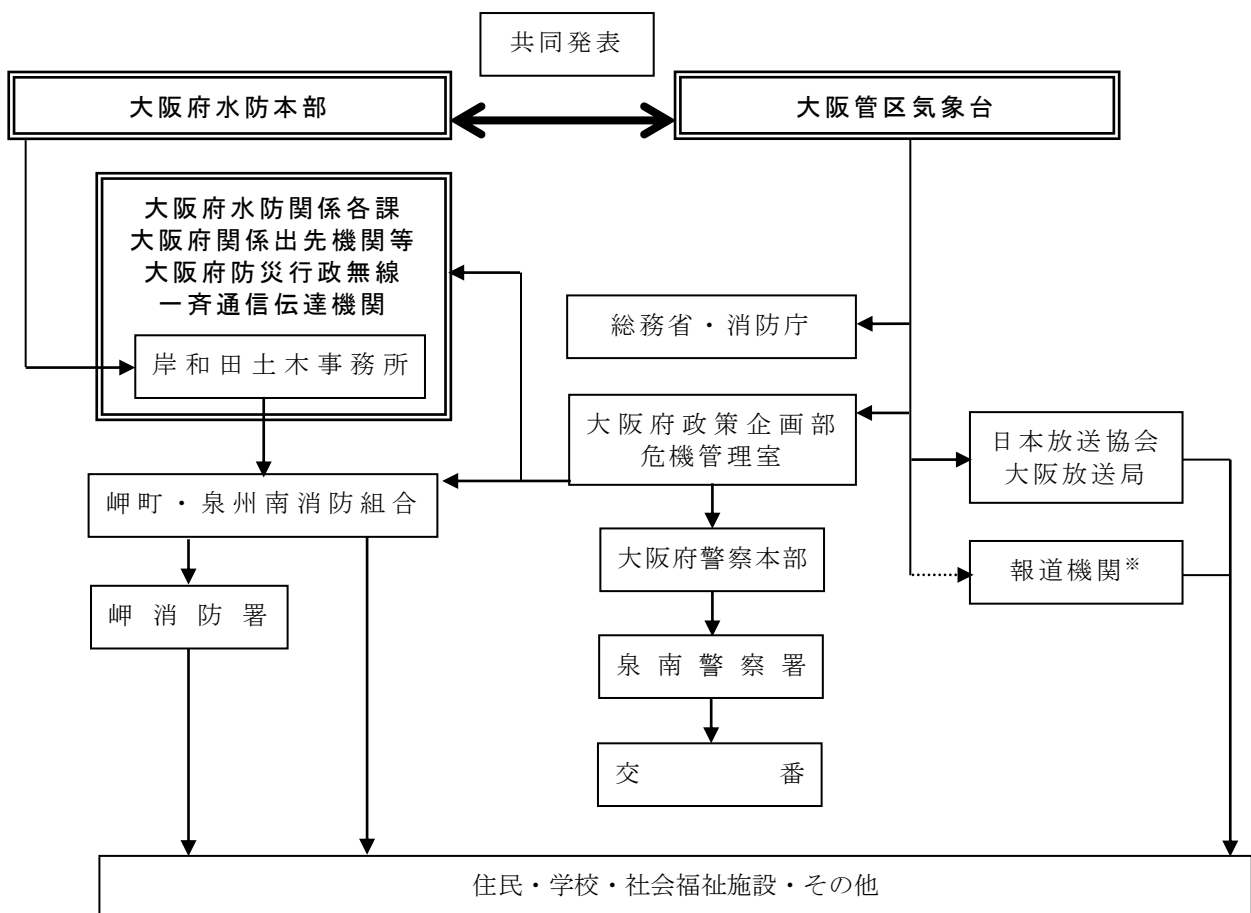 共同発表
大阪府水防本部
大阪管区気象台
大阪府水防関係各課
大阪府関係出先機関等
大阪府防災行政無線
一斉通信伝達機関
岸和田土木事務所
総務省・消防庁
大阪府政策企画部
危機管理室
日本放送協会
大阪放送局
岬町・泉州南消防組合
大阪府警察本部
報道機関※
岬消防署
泉南警察署
交番
住民・学校・社会福祉施設・その他